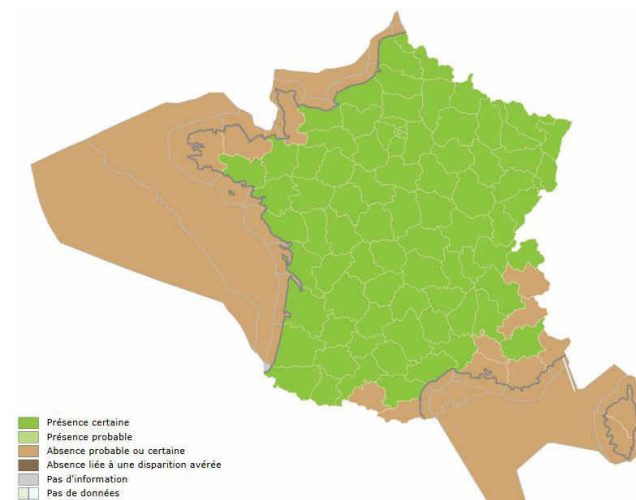 Présence certaine
Présence probable
Absence probable ou certaine
Absence liée à une disparition avérée
Pas d'information
Pas de données